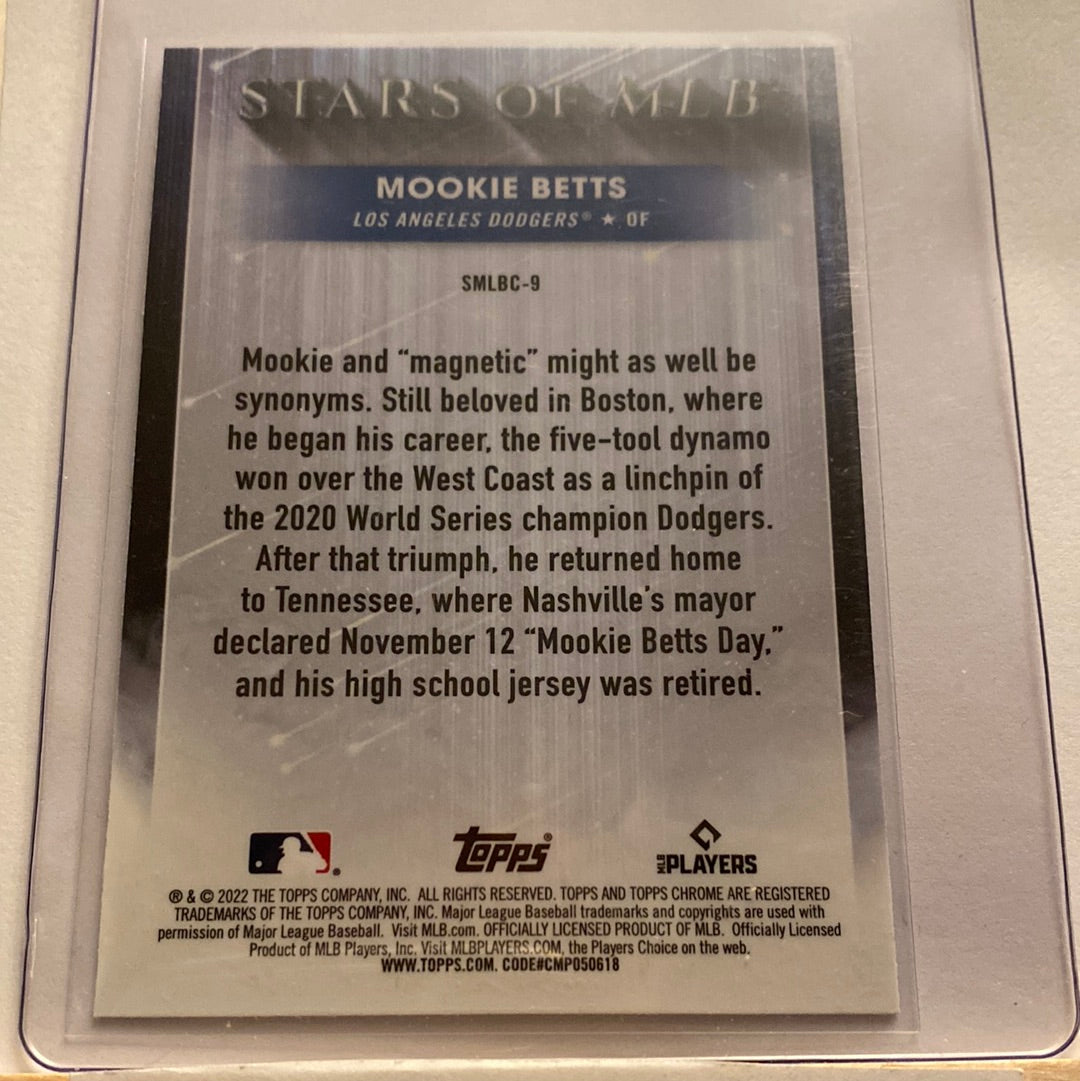 STARS OF MLB
MOOKIE BETTS
LOS ANGELES DODGERS® ★ OF
SMLBC-9
Mookie and “magnetic” might as well be
synonyms. Still beloved in Boston, where
he began his career, the five-tool dynamo
won over the West Coast as a linchpin of
the 2020 World Series champion Dodgers.
After that triumph, he returned home
to Tennessee, where Nashville’s mayor
declared November 12 “Mookie Betts Day,”
and his high school jersey was retired.
topps®
MLB PLAYERS
® & © 2022 THE TOPPS COMPANY, INC. ALL RIGHTS RESERVED. TOPPS AND TOPPS CHROME ARE REGISTERED
TRADEMARKS OF THE TOPPS COMPANY, INC. Major League Baseball trademarks and copyrights are used with
permission of Major League Baseball. Visit MLB.com. OFFICIALLY LICENSED PRODUCT OF MLB. Officially Licensed
Product of MLB Players, Inc. Visit MLBPLAYERS.COM, the Players Choice on the web.
WWW.TOPPS.COM. CODE#CMP050618